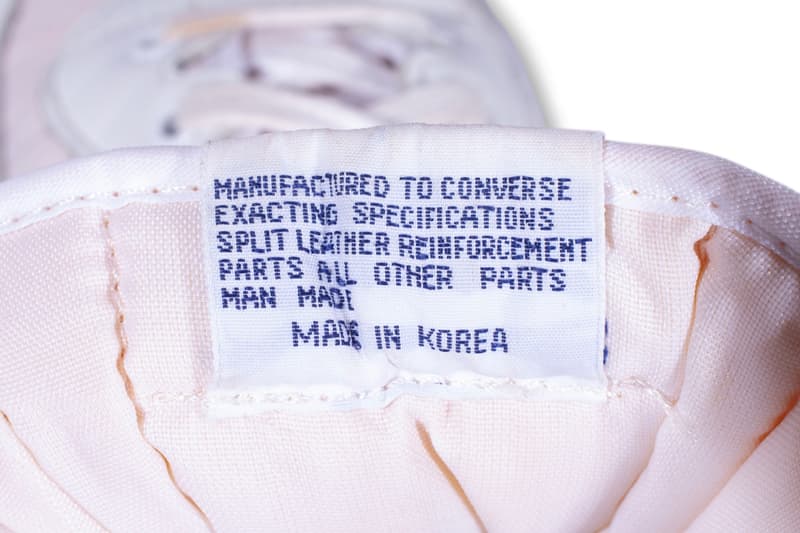 MANUFACTURED TO CONVERSE
EXACTING SPECIFICATIONS
SPLIT LEATHER REINFORCEMENT
PARTS ALL OTHER PARTS
MAN MADE
MADE IN KOREA